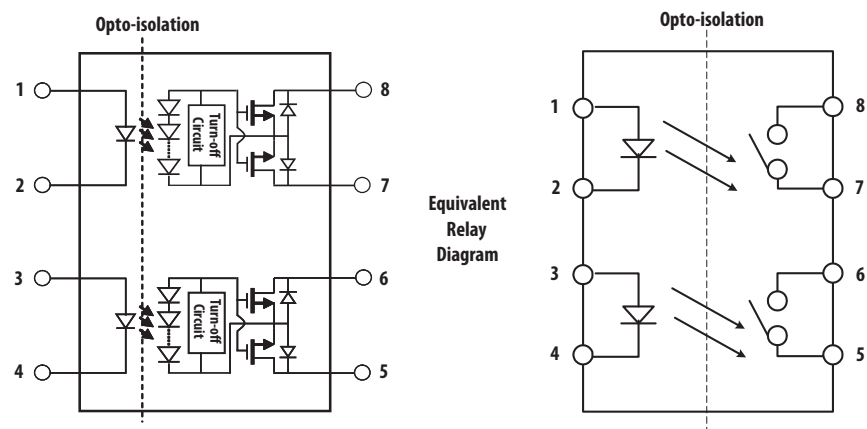 Opto-isolation
1
2
3
4
8
7
6
5
Turn-off
Circuit
Turn-off
Circuit
Equivalent
Relay
Diagram
Opto-isolation
1
2
3
4
8
7
6
5